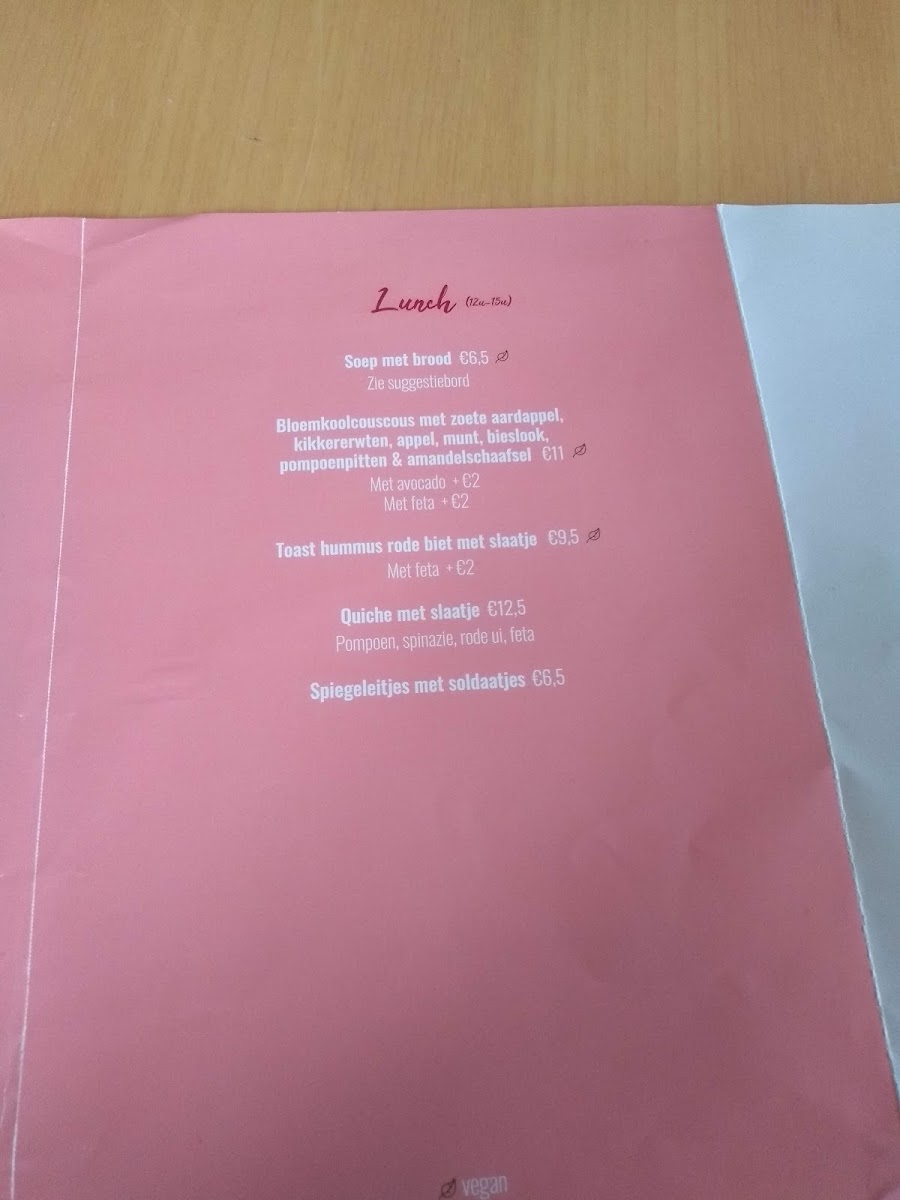 Lunch (12u-15u)
Soep met brood €6,5
Zie suggestiebord
Bloemkoolcouscous met zoete aardappel,
kikkererwten, appel, munt, bieslook,
pompoenpitten & amandelschaafsel €11
Met avocado +€2
Met feta +€2
Toast hummus rode biet met slaatje €9,5
Met feta +€2
Quiche met slaatje €12,5
Pompoen, spinazie, rode ui, feta
Spiegeleitjes met soldaatjes €6,5
vegan